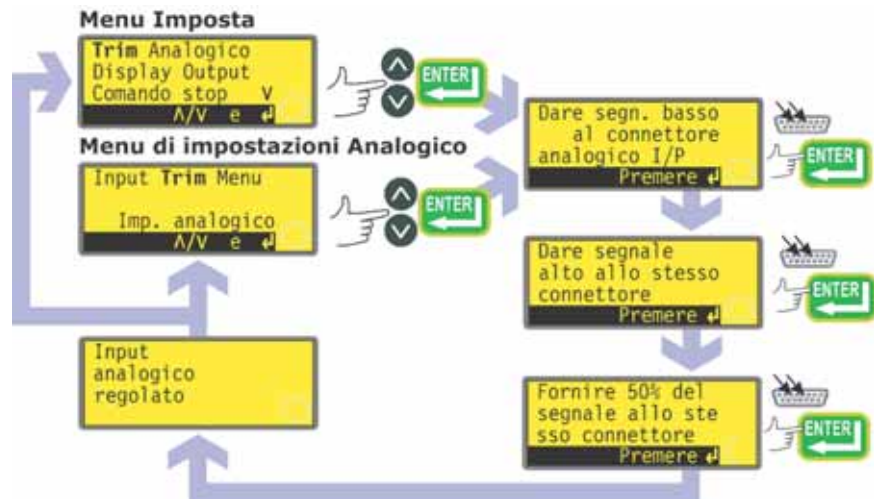 Menu Imposta
Trim Analogico
Display Output
Comando stop V
Λ/V e ↲
ENTER
Menu di impostazioni Analogico
Input Trim Menu
Imp. analogico
Λ/V e ↲
ENTER
Dare segn. basso
al connettore
analogico I/P
Premere ↲
ENTER
Dare segnale
alto allo stesso
connettore
Premere ↲
ENTER
Fornire 50% del
segnale allo ste
sso connettore
Premere ↲
ENTER
Input
analogico
regolato